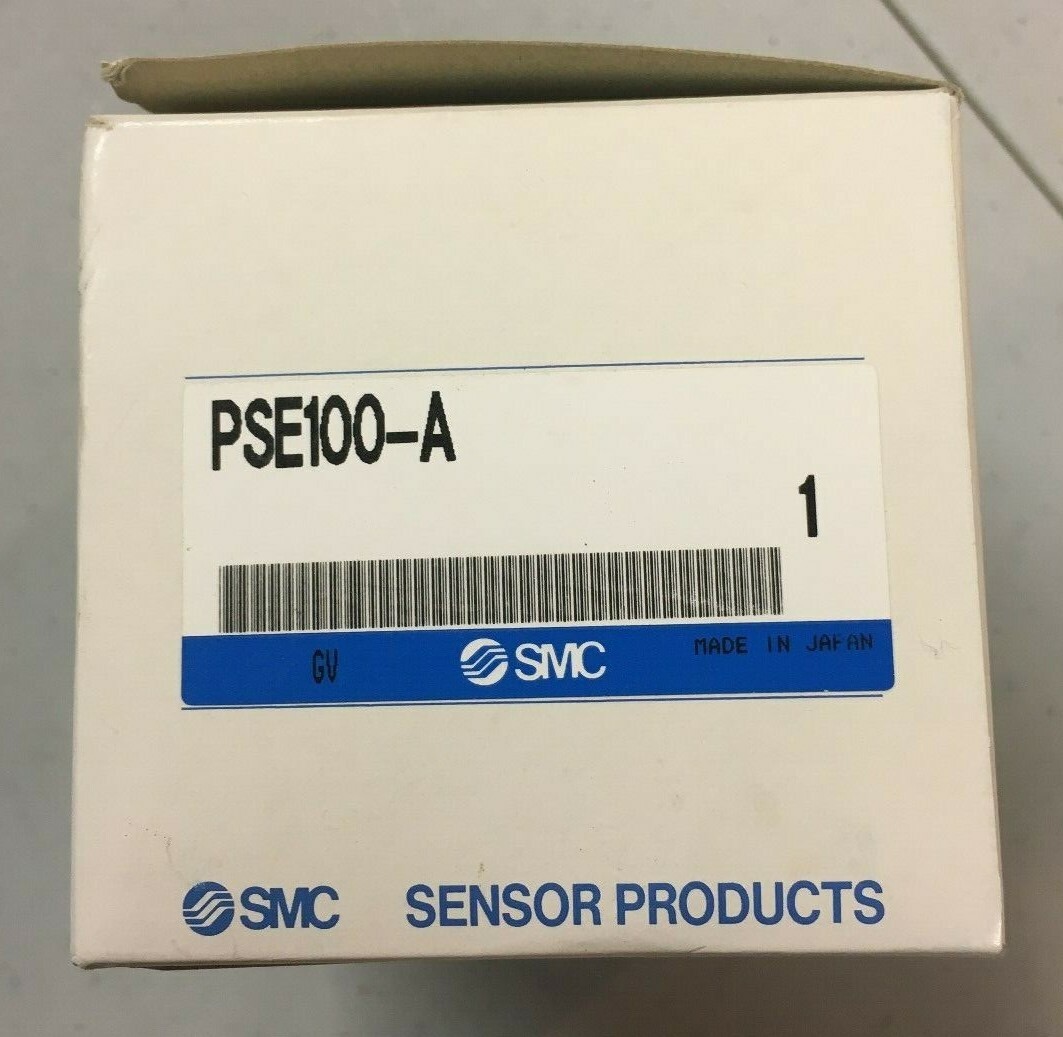 PSE100-A
1
GV
SMC
MADE IN JAPAN
SMC SENSOR PRODUCTS